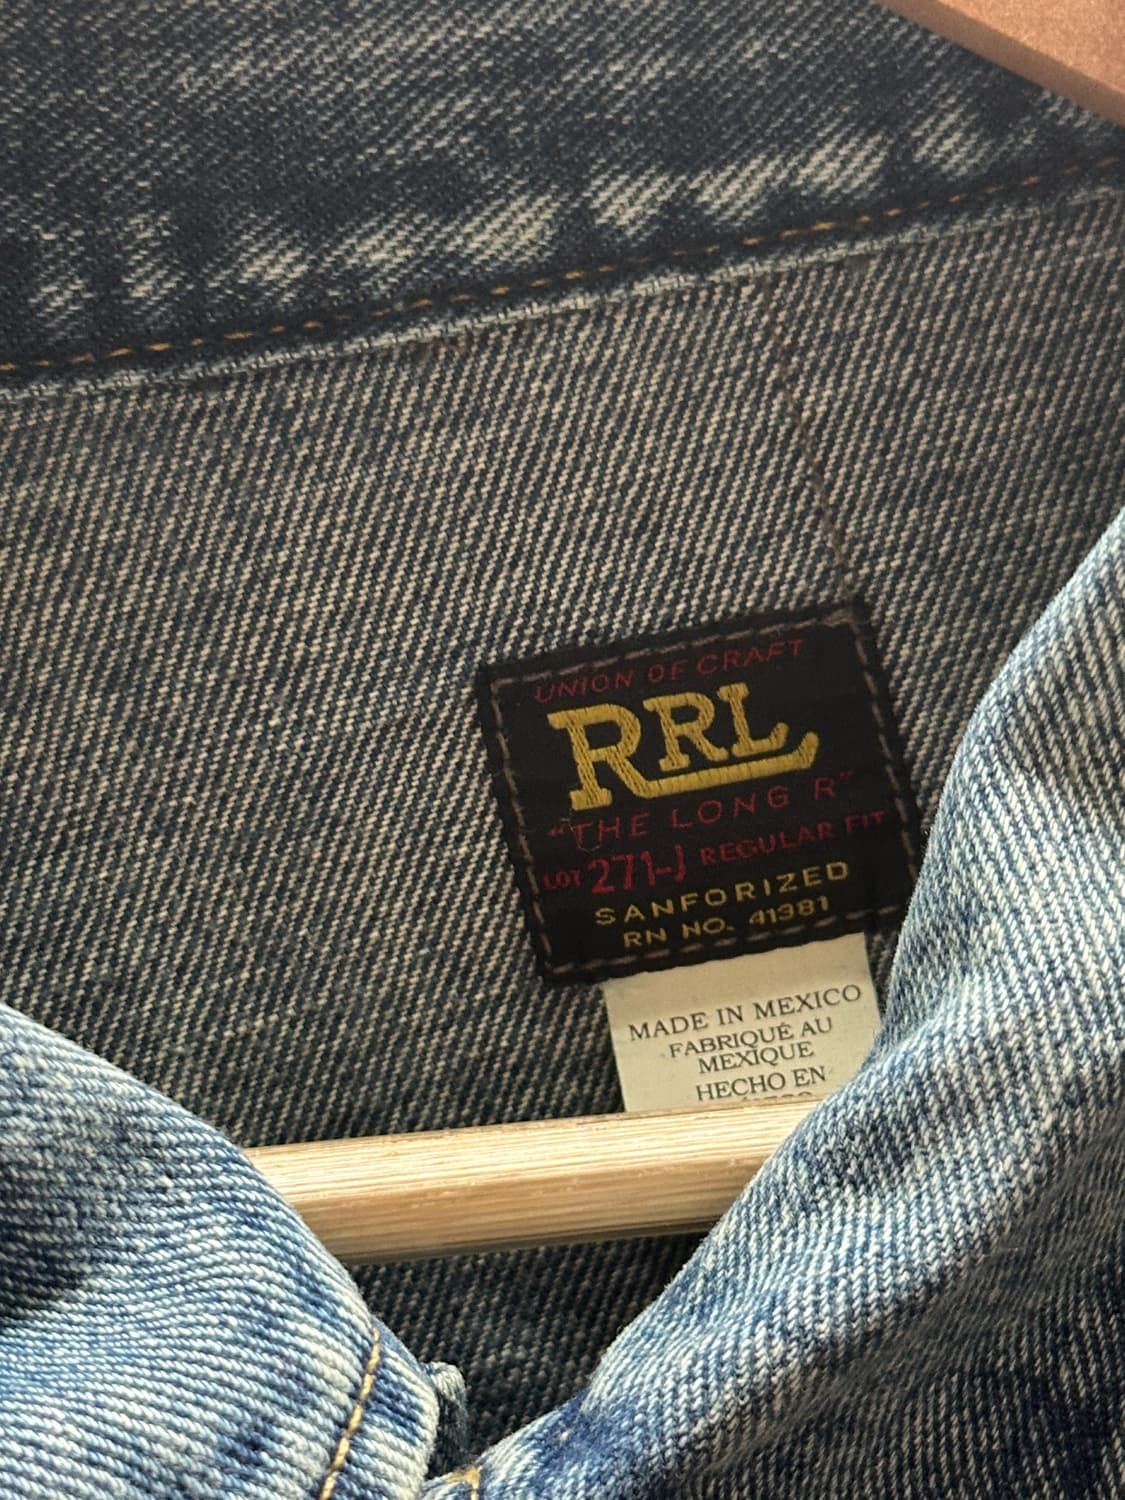 UNION OF CRAFT
RRL
"THE LONG R"
LOT 271-J REGULAR FIT
SANFORIZED
RN NO. 41381
MADE IN MEXICO
FABRIQUÉ AU
MEXIQUE
HECHO EN